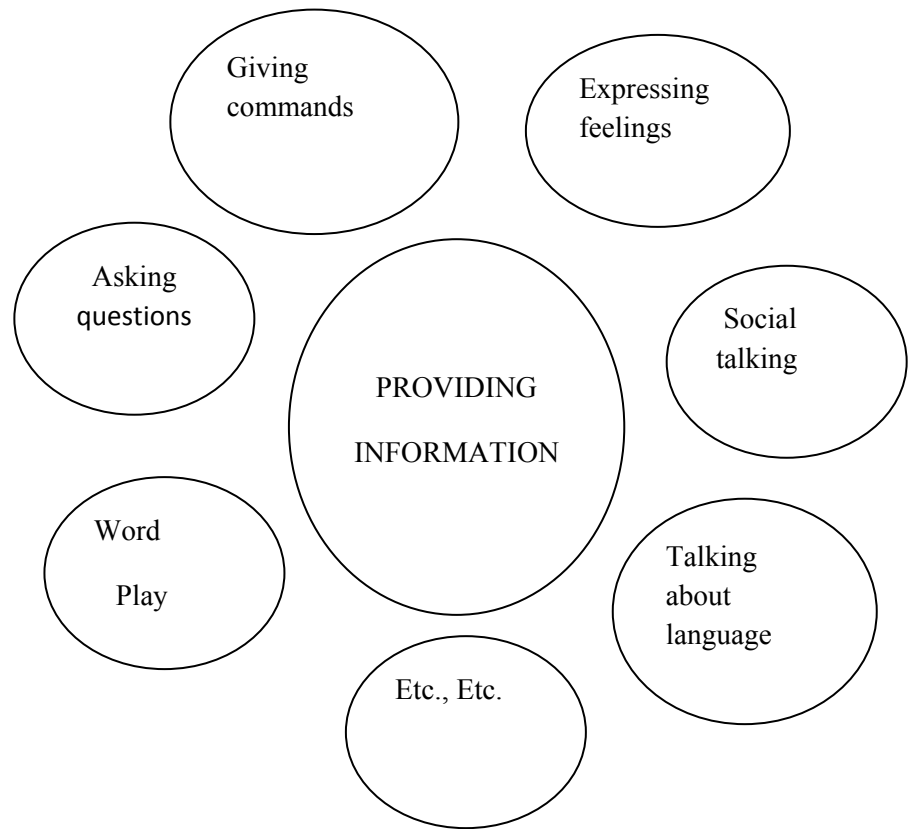 Giving
commands
Expressing
feelings
Asking
questions
Social
talking
PROVIDING
INFORMATION
Word
Play
Talking
about
language
Etc., Etc.